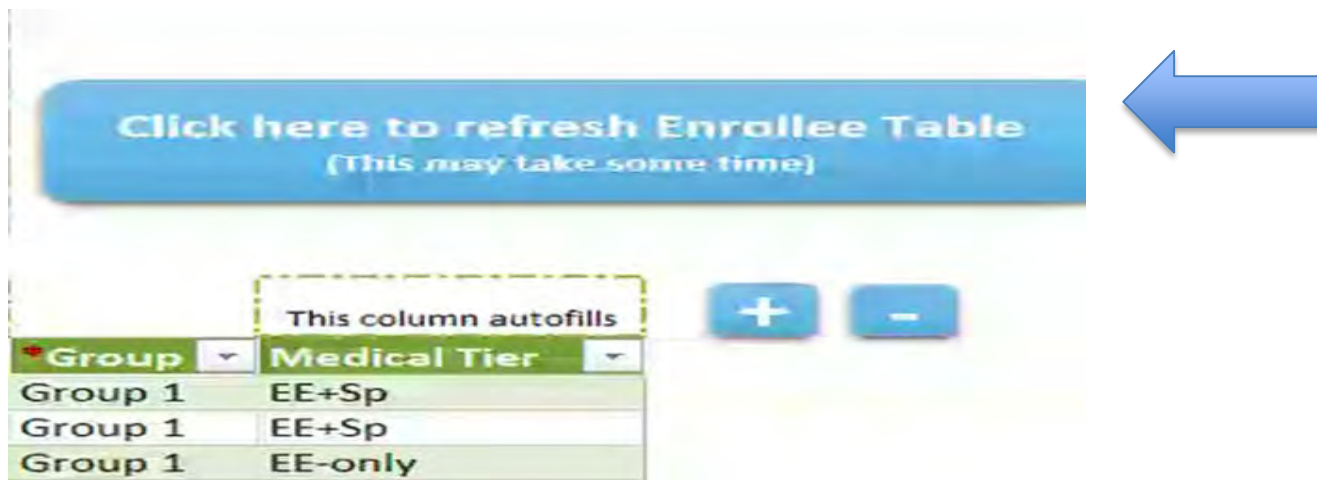 Click here to refresh Enrollee Table
(This may take some time)
This column autofills
+ -
*Group Medical Tier
Group 1 EE+Sp
Group 1 EE+Sp
Group 1 EE-only